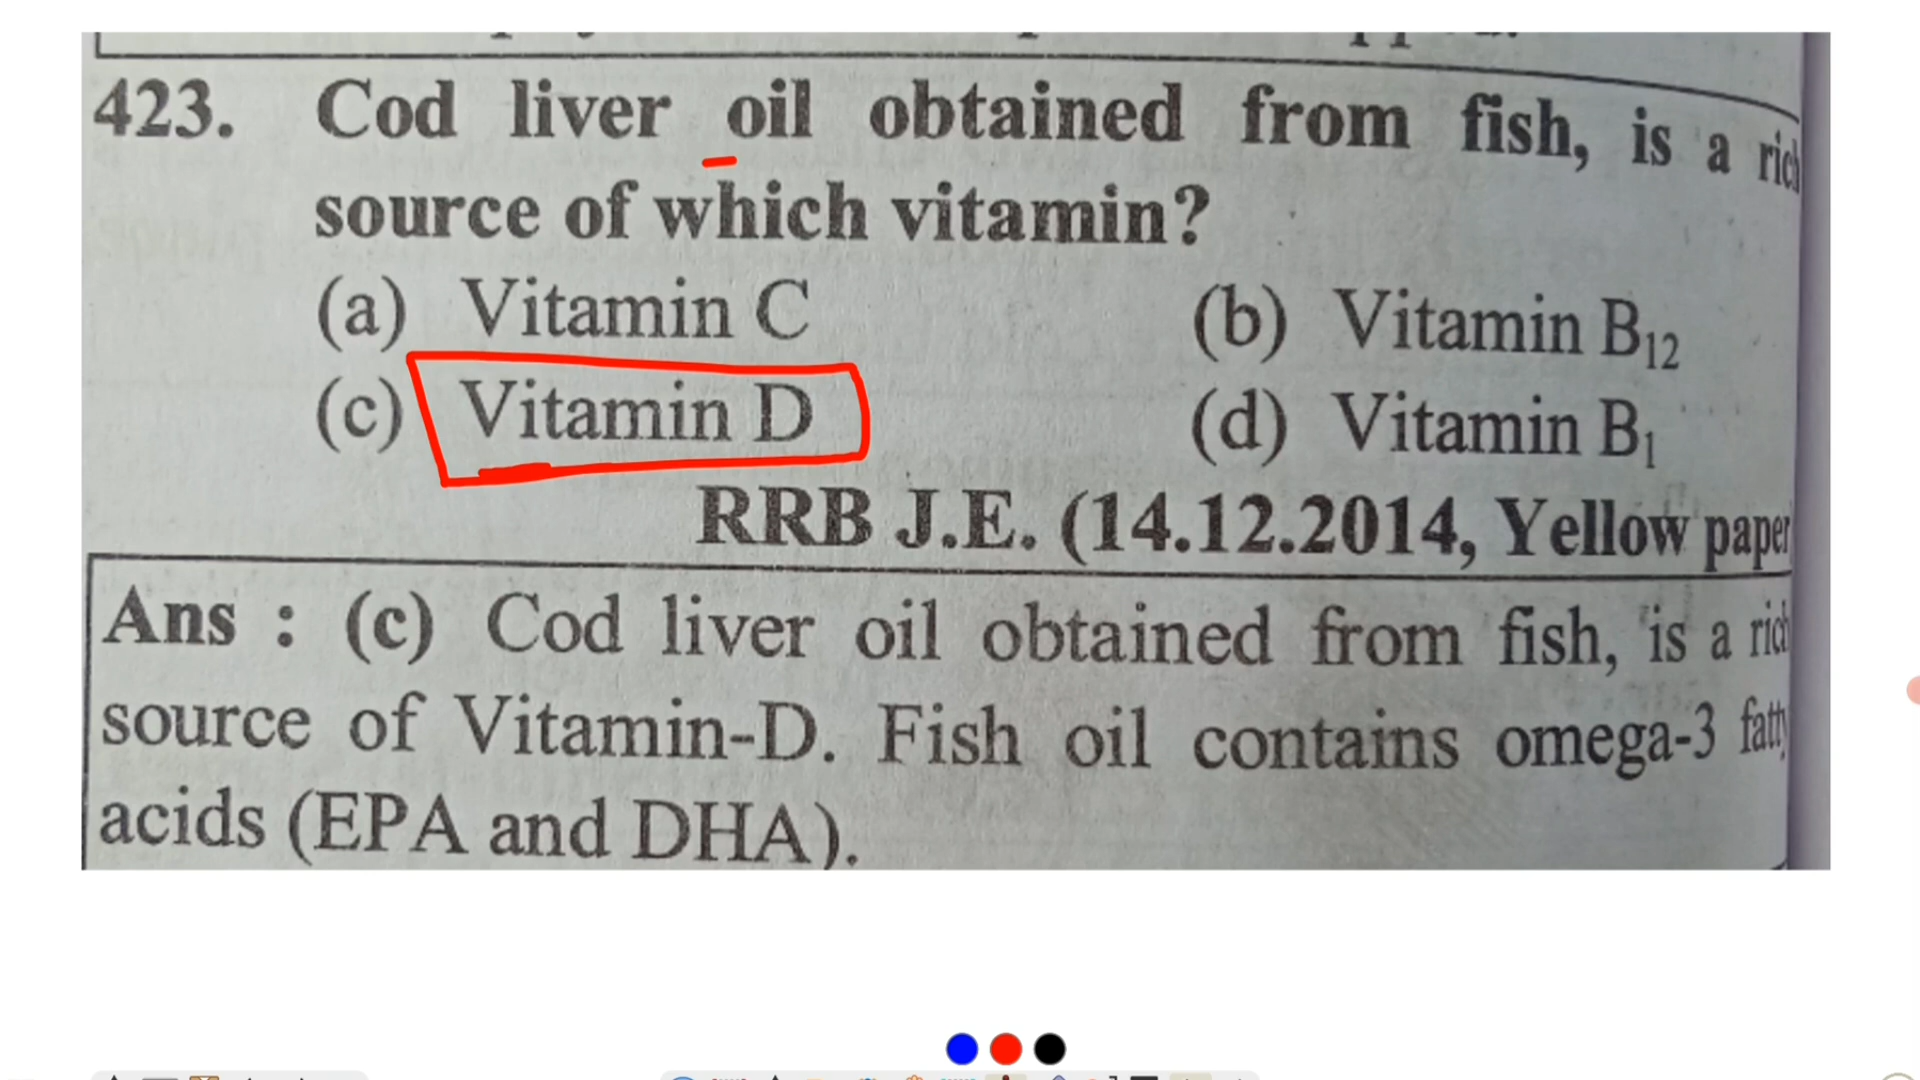 423. Cod liver oil obtained from fish, is a rich
source of which vitamin?
(a) Vitamin C (b) Vitamin B₁₂
(c) Vitamin D (d) Vitamin B₁
RRB J.E. (14.12.2014, Yellow paper
Ans : (c) Cod liver oil obtained from fish, is a rich
source of Vitamin-D. Fish oil contains omega-3 fatty
acids (EPA and DHA).